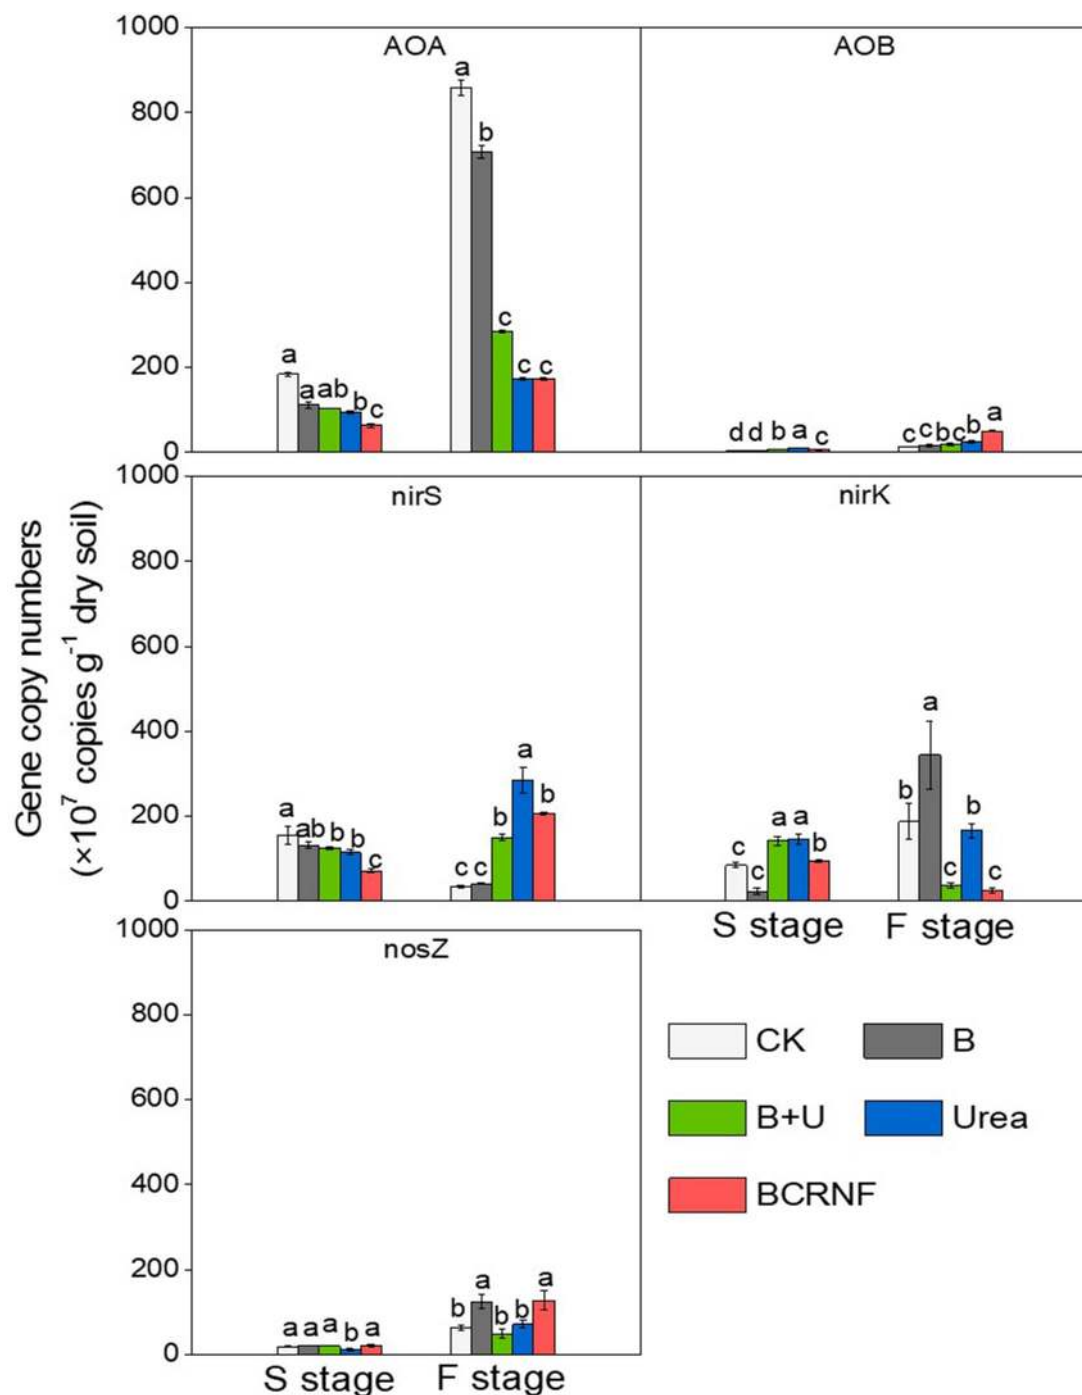 AOA
AOB
1000
800
600
400
200
0
a
a
ab
b
c
a
b
c
c
c
d
d
b
a
c
c
c
bc
b
a
nirS
nirK
1000
800
600
400
200
0
a
ab
b
b
c
c
c
b
a
b
c
c
a
a
b
b
a
c
b
c
S stage F stage
nosZ
1000
800
600
400
200
0
a
a
a
b
a
b
a
b
b
a
S stage F stage
Gene copy numbers
(×10⁷ copies g⁻¹ dry soil)
CK
B
B+U
Urea
BCRNF